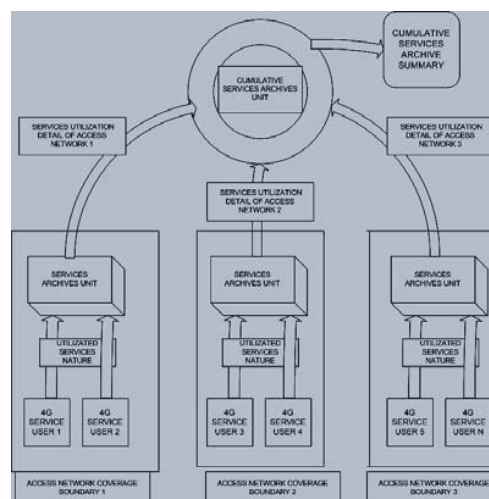 CUMULATIVE
SERVICES
ARCHIVE
SUMMARY
CUMULATIVE
SERVICES ARCHIVES
UNIT
SERVICES UTILIZATION
DETAIL OF ACCESS
NETWORK 1
SERVICES UTILIZATION
DETAIL OF ACCESS
NETWORK 3
SERVICES UTILIZATION
DETAIL OF ACCESS
NETWORK 2
SERVICES
ARCHIVES UNIT
SERVICES
ARCHIVES UNIT
SERVICES
ARCHIVES UNIT
UTILIZATED
SERVICES
NATURE
UTILIZATED
SERVICES
NATURE
UTILIZATED
SERVICES
NATURE
4G
SERVICE
USER 1
4G
SERVICE
USER 2
4G
SERVICE
USER 3
4G
SERVICE
USER 4
4G
SERVICE
USER 5
4G
SERVICE
USER N
ACCESS NETWORK COVERAGE
BOUNDARY 1
ACCESS NETWORK COVERAGE
BOUNDARY 2
ACCESS NETWORK COVERAGE
BOUNDARY 3